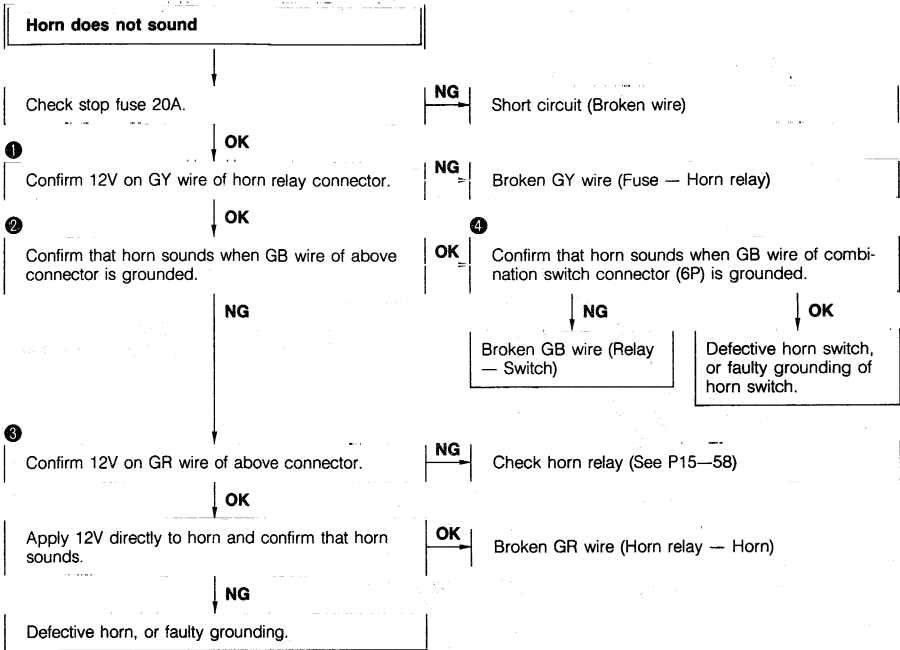 Horn does not sound
Check stop fuse 20A.
NG
Short circuit (Broken wire)
OK
1
Confirm 12V on GY wire of horn relay connector.
NG
Broken GY wire (Fuse — Horn relay)
OK
2
Confirm that horn sounds when GB wire of above
connector is grounded.
OK
4
Confirm that horn sounds when GB wire of combi-
nation switch connector (6P) is grounded.
NG
NG
OK
Broken GB wire (Relay
— Switch)
Defective horn switch,
or faulty grounding of
horn switch.
3
Confirm 12V on GR wire of above connector.
NG
Check horn relay (See P15—58)
OK
Apply 12V directly to horn and confirm that horn
sounds.
OK
Broken GR wire (Horn relay — Horn)
NG
Defective horn, or faulty grounding.